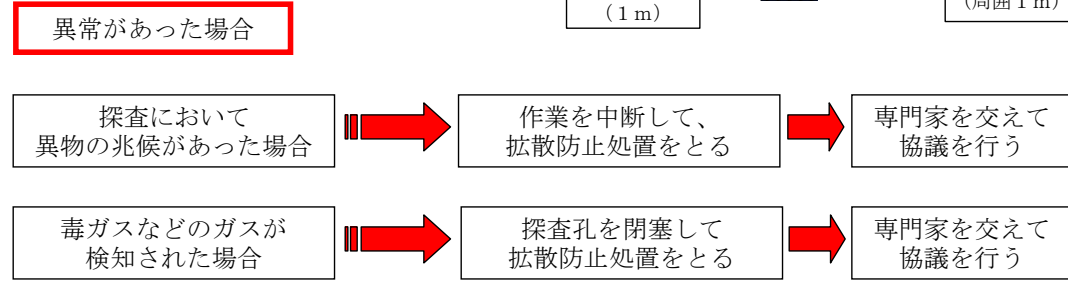 (1m)
(周囲1m)
異常があった場合
探査において
異物の兆候があった場合
作業を中断して、
拡散防止処置をとる
専門家を交えて
協議を行う
毒ガスなどのガスが
検知された場合
探査孔を閉塞して
拡散防止処置をとる
専門家を交えて
協議を行う